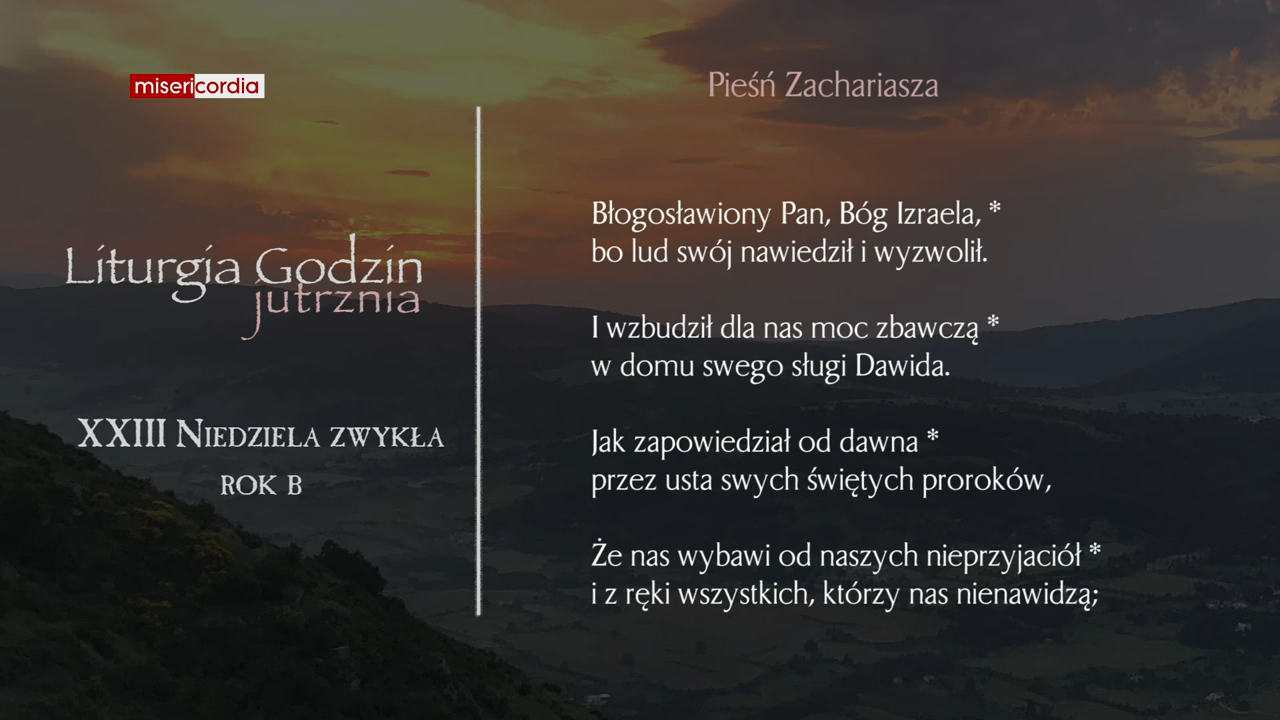 misericordia
Liturgia Godzin
jutrznia
XXIII Niedziela zwykła
rok B
Pieśń Zachariasza
Błogosławiony Pan, Bóg Izraela, *
bo lud swój nawiedził i wyzwolił.
I wzbudził dla nas moc zbawczą *
w domu swego sługi Dawida.
Jak zapowiedział od dawna *
przez usta swych świętych proroków,
Że nas wybawi od naszych nieprzyjaciół *
i z ręki wszystkich, którzy nas nienawidzą;